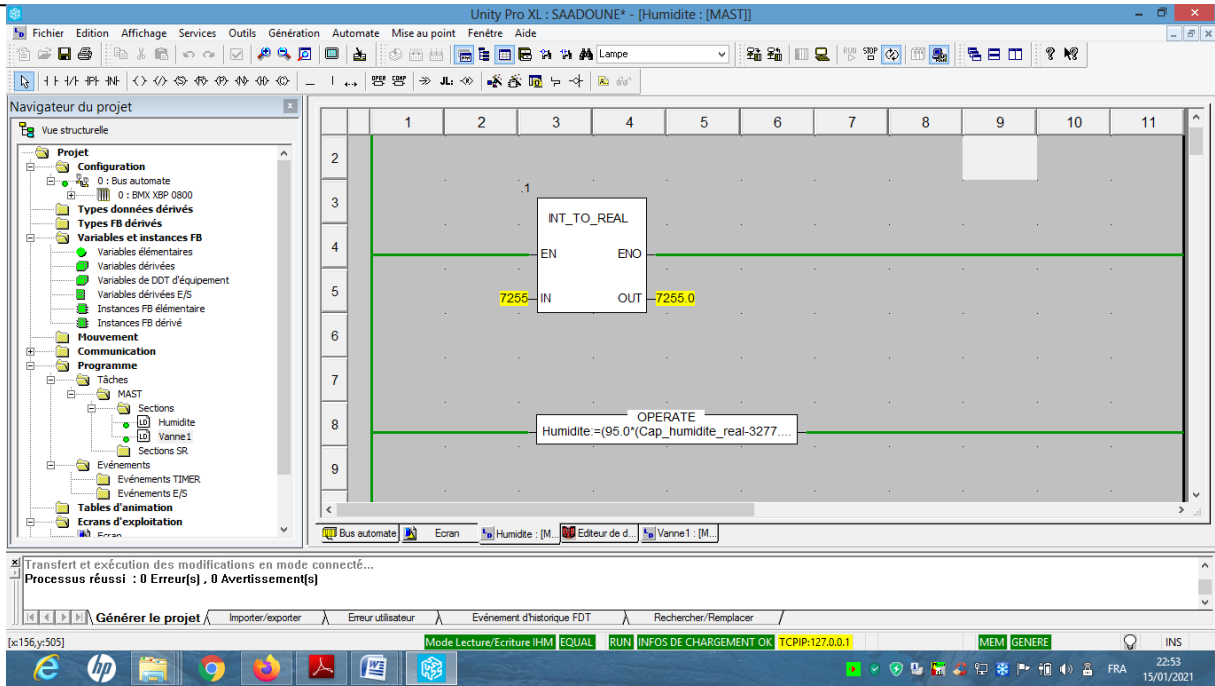 Unity Pro XL : SAADOUNE* - [Humidite : [MAST]]
Fichier Edition Affichage Services Outils Génération Automate Mise au point Fenêtre Aide
Lampe
RUN STOP
Navigateur du projet
Vue structurelle
Projet
Configuration
0 : Bus automate
0 : BMX XBP 0800
Types données dérivés
Types FB dérivés
Variables et instances FB
Variables élémentaires
Variables dérivées
Variables de DDT d'équipement
Variables dérivées E/S
Instances FB élémentaire
Instances FB dérivé
Mouvement
Communication
Programme
Tâches
MAST
Sections
Humidite
Vanne1
Sections SR
Evénements
Evénements TIMER
Evénements E/S
Tables d'animation
Ecrans d'exploitation
Ecran
1 2 3 4 5 6 7 8 9 10 11
2
3
4
5
6
7
8
9
.1
INT_TO_REAL
EN ENO
7255 IN OUT 7255.0
OPERATE
Humidite:=(95.0*(Cap_humidite_real-3277....
Bus automate Ecran Humidite : [M... Editeur de d... Vanne1 : [M...
Transfert et exécution des modifications en mode connecté...
Processus réussi : 0 Erreur(s) , 0 Avertissement(s)
Générer le projet Importer/exporter Erreur utilisateur Evénement d'historique FDT Rechercher/Remplacer
[x:156,y:505] Mode Lecture/Ecriture IHM EQUAL RUN INFOS DE CHARGEMENT OK TCPIP:127.0.0.1 MEM GENERE INS
FRA 22:53
15/01/2021